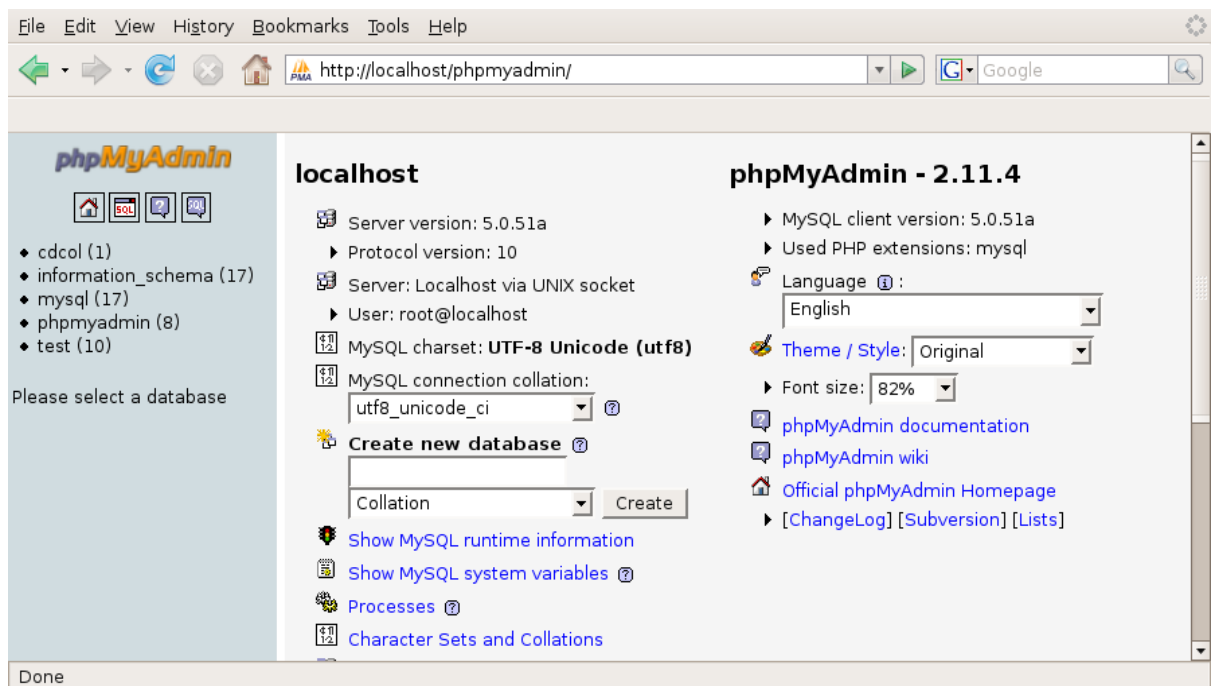 File Edit View History Bookmarks Tools Help
PMA http://localhost/phpmyadmin/ G Google
phpMyAdmin
SQL ? SQL
cdcol (1)
information_schema (17)
mysql (17)
phpmyadmin (8)
test (10)
Please select a database
localhost
Server version: 5.0.51a
Protocol version: 10
Server: Localhost via UNIX socket
User: root@localhost
MySQL charset: UTF-8 Unicode (utf8)
MySQL connection collation:
utf8_unicode_ci ?
Create new database ?
Collation Create
Show MySQL runtime information
Show MySQL system variables ?
Processes ?
Character Sets and Collations
phpMyAdmin - 2.11.4
MySQL client version: 5.0.51a
Used PHP extensions: mysql
Language i :
English
Theme / Style: Original
Font size: 82%
phpMyAdmin documentation
phpMyAdmin wiki
Official phpMyAdmin Homepage
[ChangeLog] [Subversion] [Lists]
Done